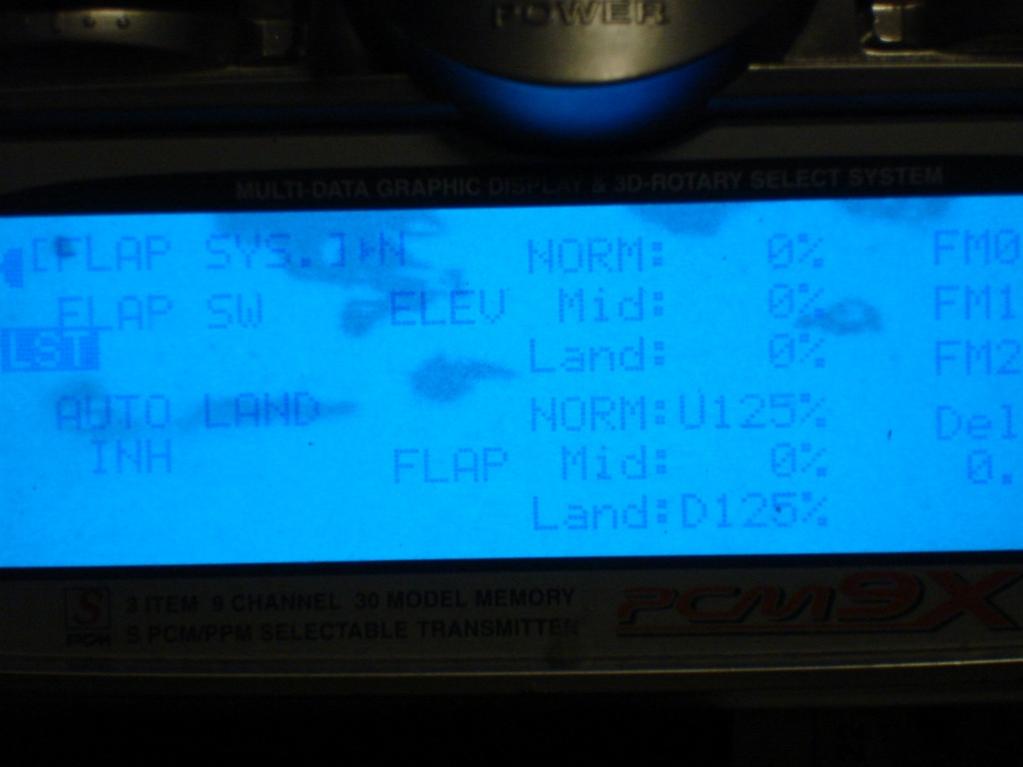 POWER
MULTI-DATA GRAPHIC DISPLAY & 3D-ROTARY SELECT SYSTEM
[FLAP SYS.] N NORM: 0% FM0
FLAP SW ELEV Mid: 0% FM1
LST Land: 0% FM2
AUTO LAND NORM:U125% Del
INH FLAP Mid: 0% 0.
Land:D125%
S PCM
3 ITEM 9 CHANNEL 30 MODEL MEMORY
S PCM/PPM SELECTABLE TRANSMITTER
PCM9X